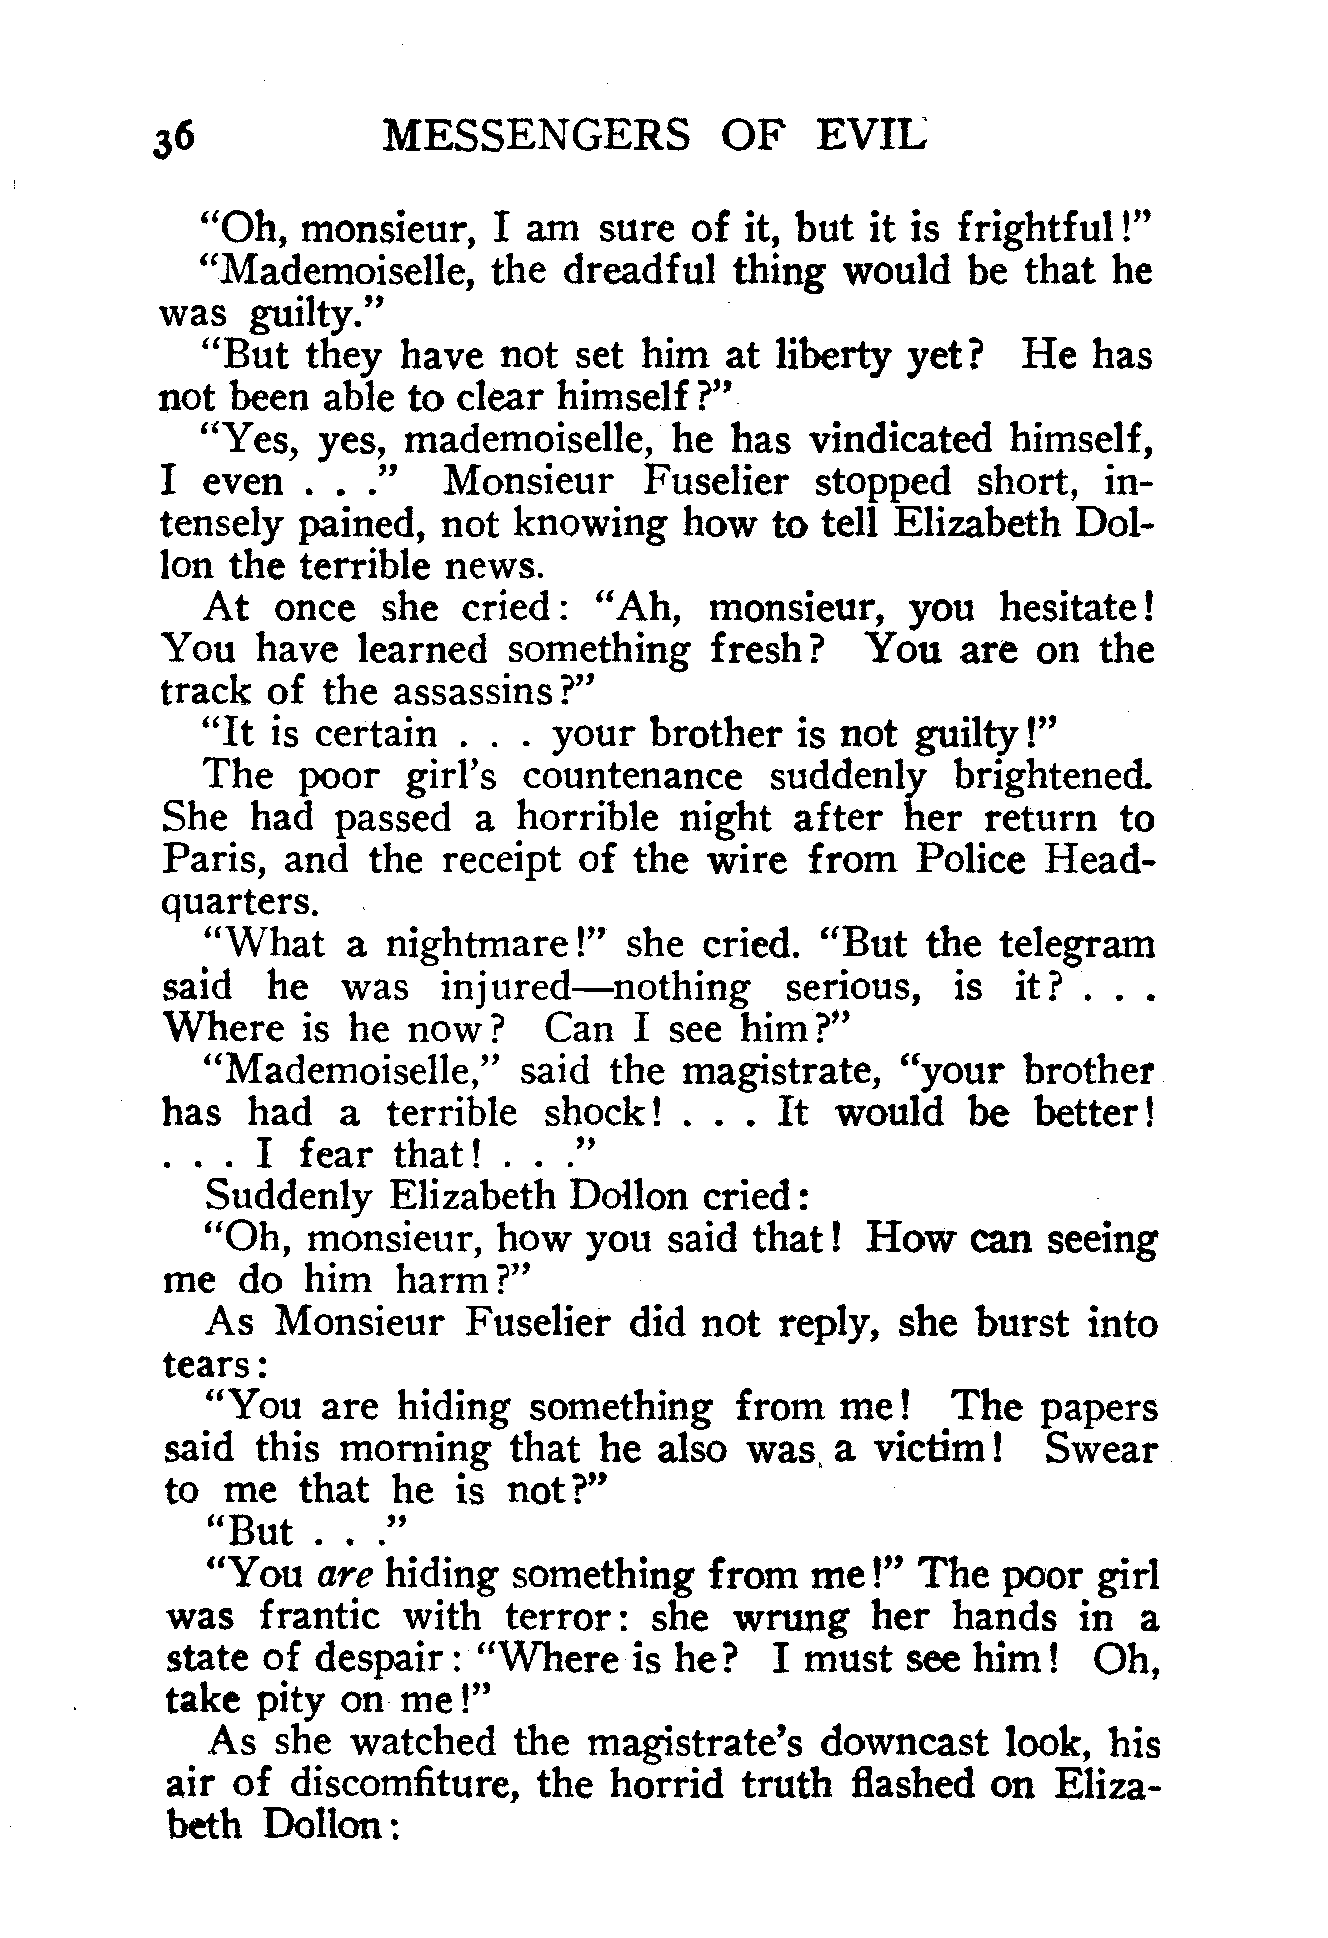 36 MESSENGERS OF EVIL
"Oh, monsieur, I am sure of it, but it is frightful!"
"Mademoiselle, the dreadful thing would be that he
was guilty."
"But they have not set him at liberty yet? He has
not been able to clear himself?"
"Yes, yes, mademoiselle, he has vindicated himself,
I even . . ." Monsieur Fuselier stopped short, in-
tensely pained, not knowing how to tell Elizabeth Dol-
lon the terrible news.
At once she cried: "Ah, monsieur, you hesitate!
You have learned something fresh? You are on the
track of the assassins?"
"It is certain . . . your brother is not guilty!"
The poor girl's countenance suddenly brightened.
She had passed a horrible night after her return to
Paris, and the receipt of the wire from Police Head-
quarters.
"What a nightmare!" she cried. "But the telegram
said he was injured—nothing serious, is it? . . .
Where is he now? Can I see him?"
"Mademoiselle," said the magistrate, "your brother
has had a terrible shock! . . . It would be better!
. . . I fear that! . . ."
Suddenly Elizabeth Dollon cried:
"Oh, monsieur, how you said that! How can seeing
me do him harm?"
As Monsieur Fuselier did not reply, she burst into
tears:
"You are hiding something from me! The papers
said this morning that he also was a victim! Swear
to me that he is not?"
"But . . ."
"You are hiding something from me!" The poor girl
was frantic with terror: she wrung her hands in a
state of despair: "Where is he? I must see him! Oh,
take pity on me!"
As she watched the magistrate's downcast look, his
air of discomfiture, the horrid truth flashed on Eliza-
beth Dollon: